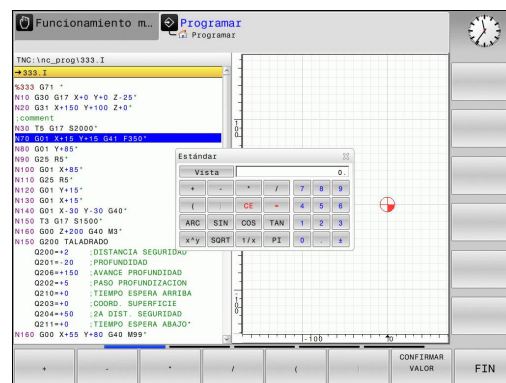 Funcionamiento m…
Programar
Programar
TNC:\nc_prog\333.I
→333.I
%333 G71 *
N10 G30 G17 X+0 Y+0 Z-25*
N20 G31 X+150 Y+100 Z+0*
;comment
N30 T5 G17 S2000*
N70 G01 X+15 Y+15 G41 F350*
N80 G01 Y+85*
N90 G25 R5*
N100 G01 X+85*
N110 G25 R5*
N120 G01 Y+15*
N130 G01 X+15*
N140 G01 X-30 Y-30 G40*
N150 T3 G17 S1500*
N160 G00 Z+200 G40 M3*
N150 G200 TALADRADO
Q200=+2 ;DISTANCIA SEGURIDAD
Q201=-20 ;PROFUNDIDAD
Q206=+150 ;AVANCE PROFUNDIDAD
Q202=+5 ;PASO PROFUNDIZACION
Q210=+0 ;TIEMPO ESPERA ARRIBA
Q203=+0 ;COORD. SUPERFICIE
Q204=+50 ;2A DIST. SEGURIDAD
Q211=+0 ;TIEMPO ESPERA ABAJO*
N160 G00 X+55 Y+80 G40 M99*
Estándar
Vista 0.
+ - * / 7 8 9
( ) CE = 4 5 6
ARC SIN COS TAN 1 2 3
x^y SQRT 1/x PI 0 . ±
-100
+ - * / ( ) CONFIRMAR VALOR FIN